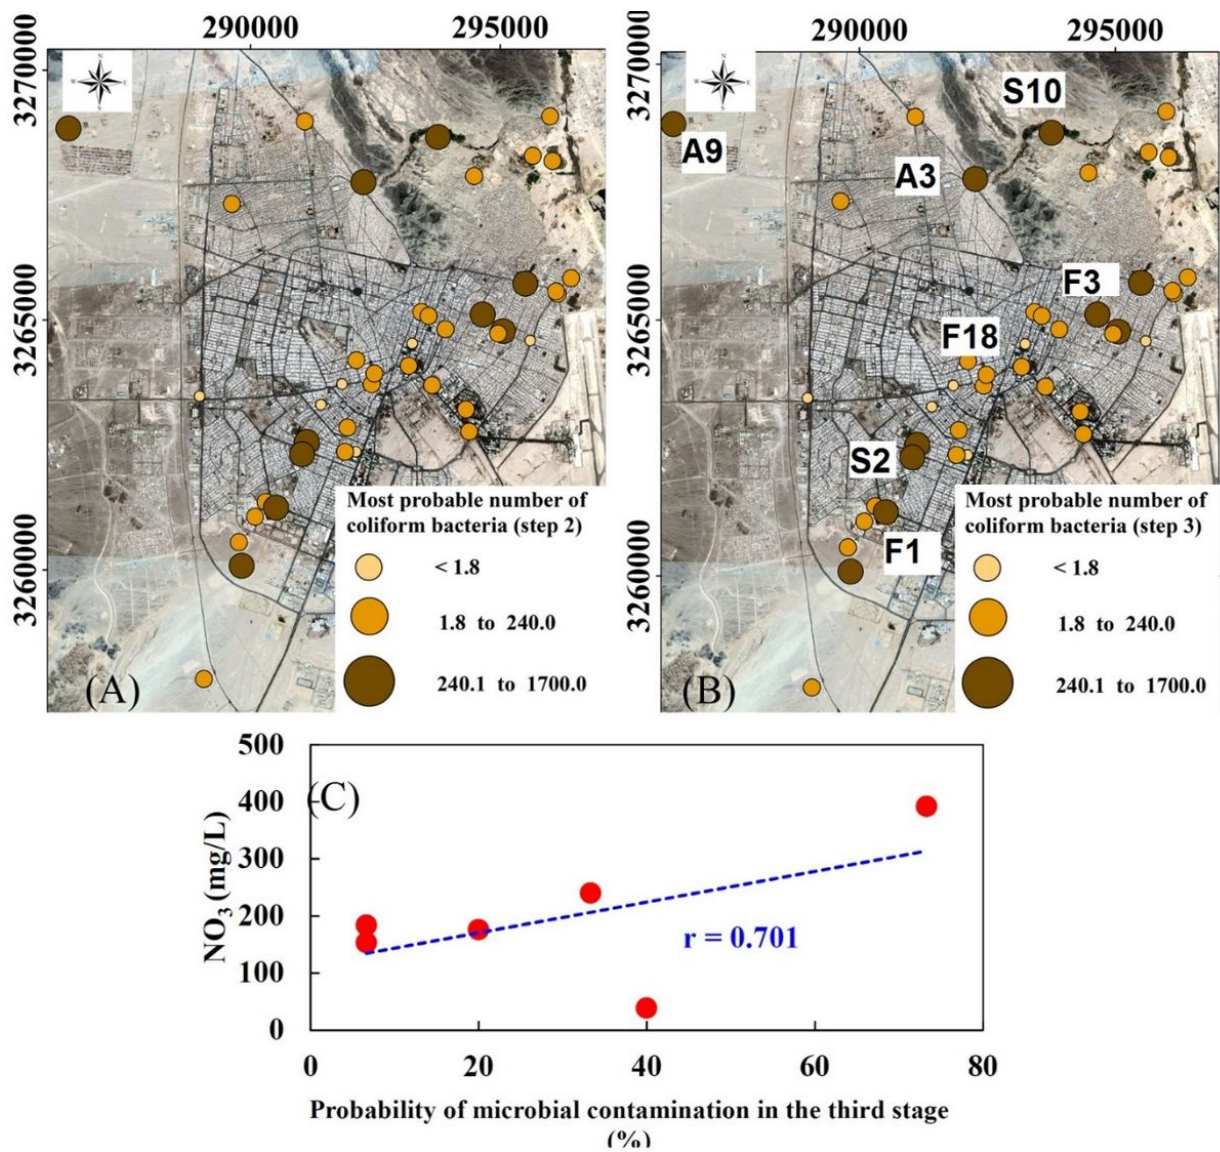 290000 295000
3270000
3265000
3260000
Most probable number of
coliform bacteria (step 2)
< 1.8
1.8 to 240.0
240.1 to 1700.0
(A)
290000 295000
3270000
3265000
3260000
S10
A9
A3
F3
F18
S2
F1
Most probable number of
coliform bacteria (step 3)
< 1.8
1.8 to 240.0
240.1 to 1700.0
(B)
500
(C)
400
300
200
100
0
NO3 (mg/L)
r = 0.701
0 20 40 60 80
Probability of microbial contamination in the third stage
(%)